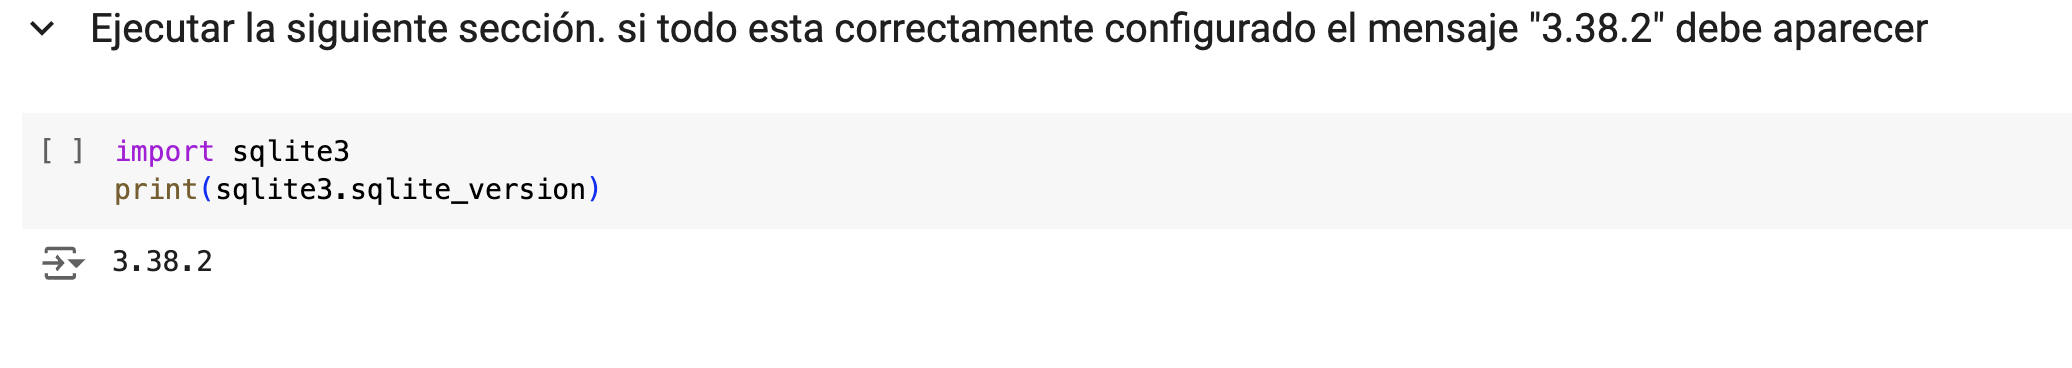 Ejecutar la siguiente sección. si todo esta correctamente configurado el mensaje "3.38.2" debe aparecer
[ ] import sqlite3
print(sqlite3.sqlite_version)
3.38.2